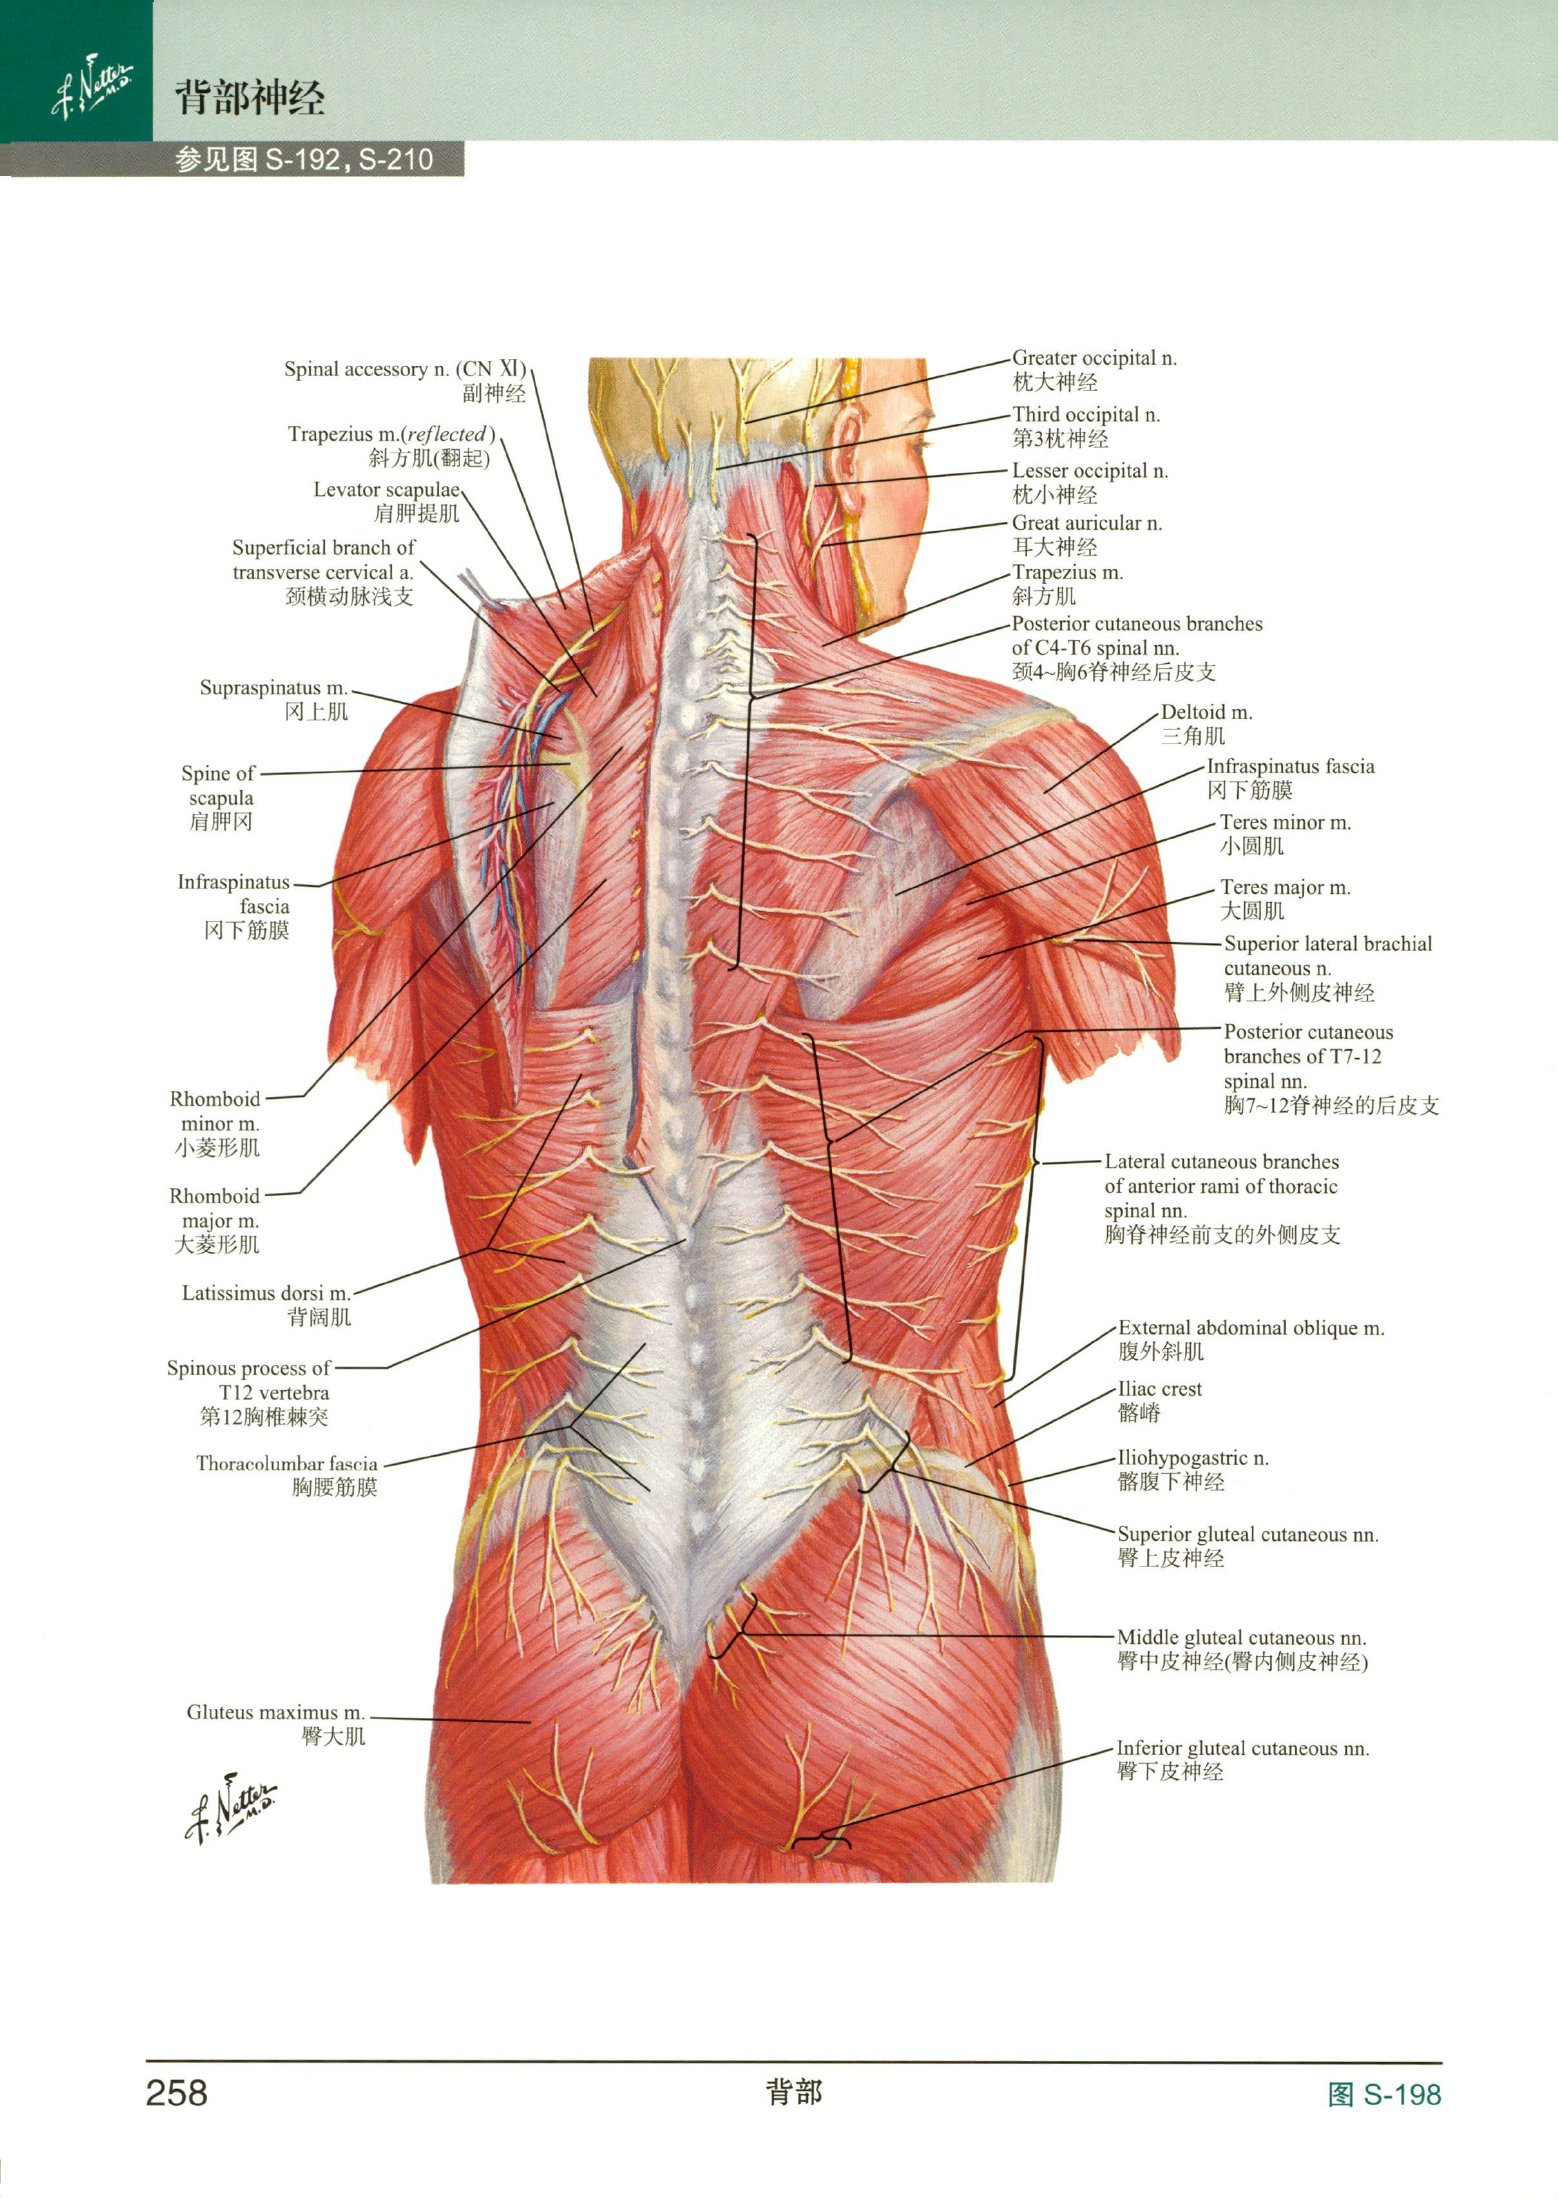 F. Netter M.D.
背部神经
参见图 S-192, S-210
Spinal accessory n. (CN XI)
副神经
Trapezius m.(reflected)
斜方肌(翻起)
Levator scapulae
肩胛提肌
Superficial branch of
transverse cervical a.
颈横动脉浅支
Supraspinatus m.
冈上肌
Spine of
scapula
肩胛冈
Infraspinatus
fascia
冈下筋膜
Rhomboid
minor m.
小菱形肌
Rhomboid
major m.
大菱形肌
Latissimus dorsi m.
背阔肌
Spinous process of
T12 vertebra
第12胸椎棘突
Thoracolumbar fascia
胸腰筋膜
Gluteus maximus m.
臀大肌
F. Netter M.D.
Greater occipital n.
枕大神经
Third occipital n.
第3枕神经
Lesser occipital n.
枕小神经
Great auricular n.
耳大神经
Trapezius m.
斜方肌
Posterior cutaneous branches
of C4-T6 spinal nn.
颈4~胸6脊神经后皮支
Deltoid m.
三角肌
Infraspinatus fascia
冈下筋膜
Teres minor m.
小圆肌
Teres major m.
大圆肌
Superior lateral brachial
cutaneous n.
臂上外侧皮神经
Posterior cutaneous
branches of T7-12
spinal nn.
胸7~12脊神经的后皮支
Lateral cutaneous branches
of anterior rami of thoracic
spinal nn.
胸脊神经前支的外侧皮支
External abdominal oblique m.
腹外斜肌
Iliac crest
髂嵴
Iliohypogastric n.
髂腹下神经
Superior gluteal cutaneous nn.
臀上皮神经
Middle gluteal cutaneous nn.
臀中皮神经(臀内侧皮神经)
Inferior gluteal cutaneous nn.
臀下皮神经
258
背部
图 S-198